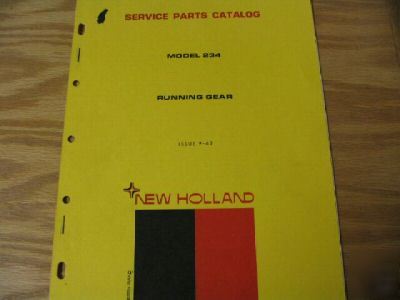 SERVICE PARTS CATALOG
MODEL 234
RUNNING GEAR
NEW HOLLAND